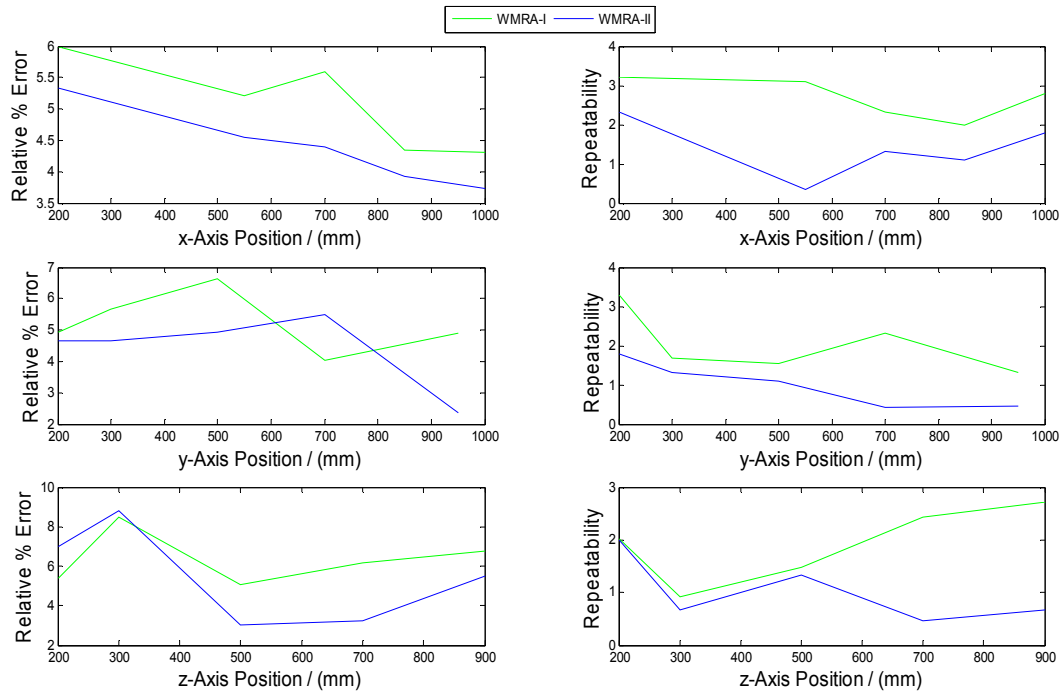 WMRA-I WMRA-II
6
5.5
5
4.5
4
3.5
Relative % Error
200 300 400 500 600 700 800 900 1000
x-Axis Position / (mm)
4
3
2
1
0
Repeatability
200 300 400 500 600 700 800 900 1000
x-Axis Position / (mm)
7
6
5
4
3
2
Relative % Error
200 300 400 500 600 700 800 900 1000
y-Axis Position / (mm)
4
3
2
1
0
Repeatability
200 300 400 500 600 700 800 900 1000
y-Axis Position / (mm)
10
8
6
4
2
Relative % Error
200 300 400 500 600 700 800 900
z-Axis Position / (mm)
3
2
1
0
Repeatability
200 300 400 500 600 700 800 900
z-Axis Position / (mm)